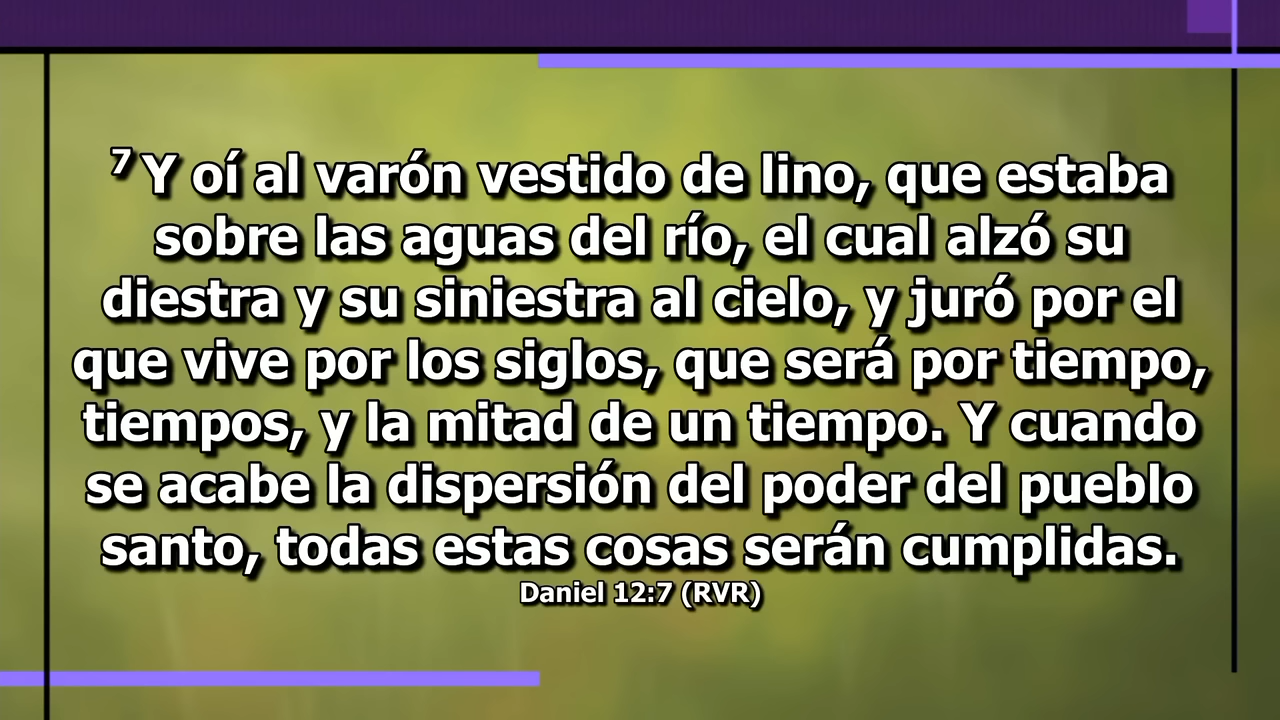 ⁷ Y oí al varón vestido de lino, que estaba
sobre las aguas del río, el cual alzó su
diestra y su siniestra al cielo, y juró por el
que vive por los siglos, que será por tiempo,
tiempos, y la mitad de un tiempo. Y cuando
se acabe la dispersión del poder del pueblo
santo, todas estas cosas serán cumplidas.
Daniel 12:7 (RVR)